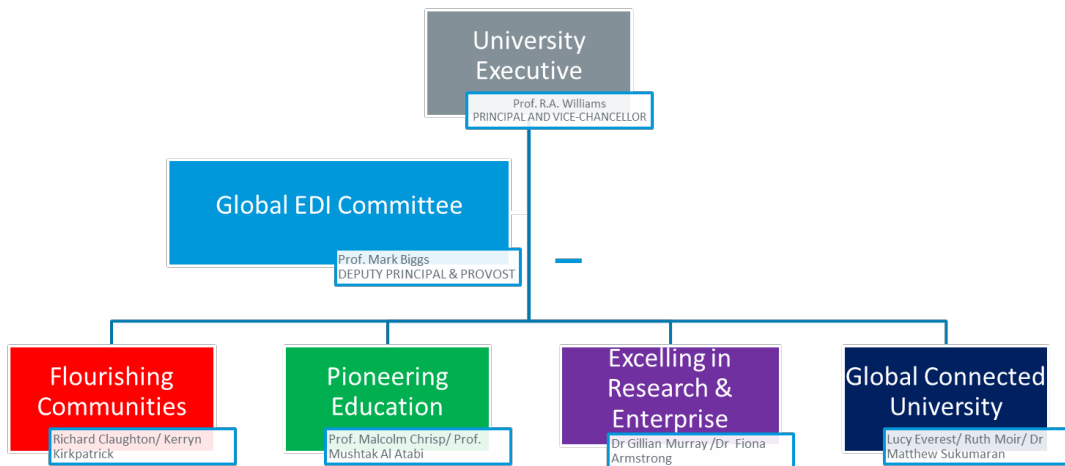 University
Executive
Prof. R.A. Williams
PRINCIPAL AND VICE-CHANCELLOR
Global EDI Committee
Prof. Mark Biggs
DEPUTY PRINCIPAL & PROVOST
Flourishing
Communities
Richard Claughton/ Kerryn
Kirkpatrick
Pioneering
Education
Prof. Malcolm Chrisp/ Prof.
Mushtak Al Atabi
Excelling in
Research &
Enterprise
Dr Gillian Murray /Dr Fiona
Armstrong
Global Connected
University
Lucy Everest/ Ruth Moir/ Dr
Matthew Sukumaran